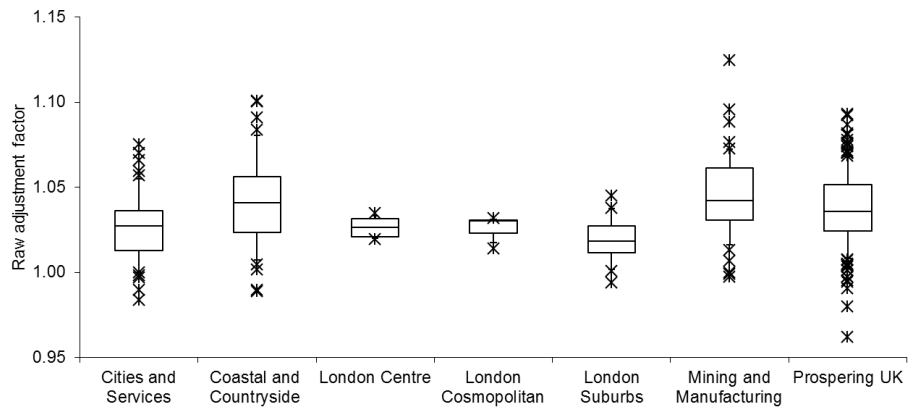 Raw adjustment factor
1.15
1.10
1.05
1.00
0.95
Cities and
Services
Coastal and
Countryside
London Centre
London
Cosmopolitan
London
Suburbs
Mining and
Manufacturing
Prospering UK